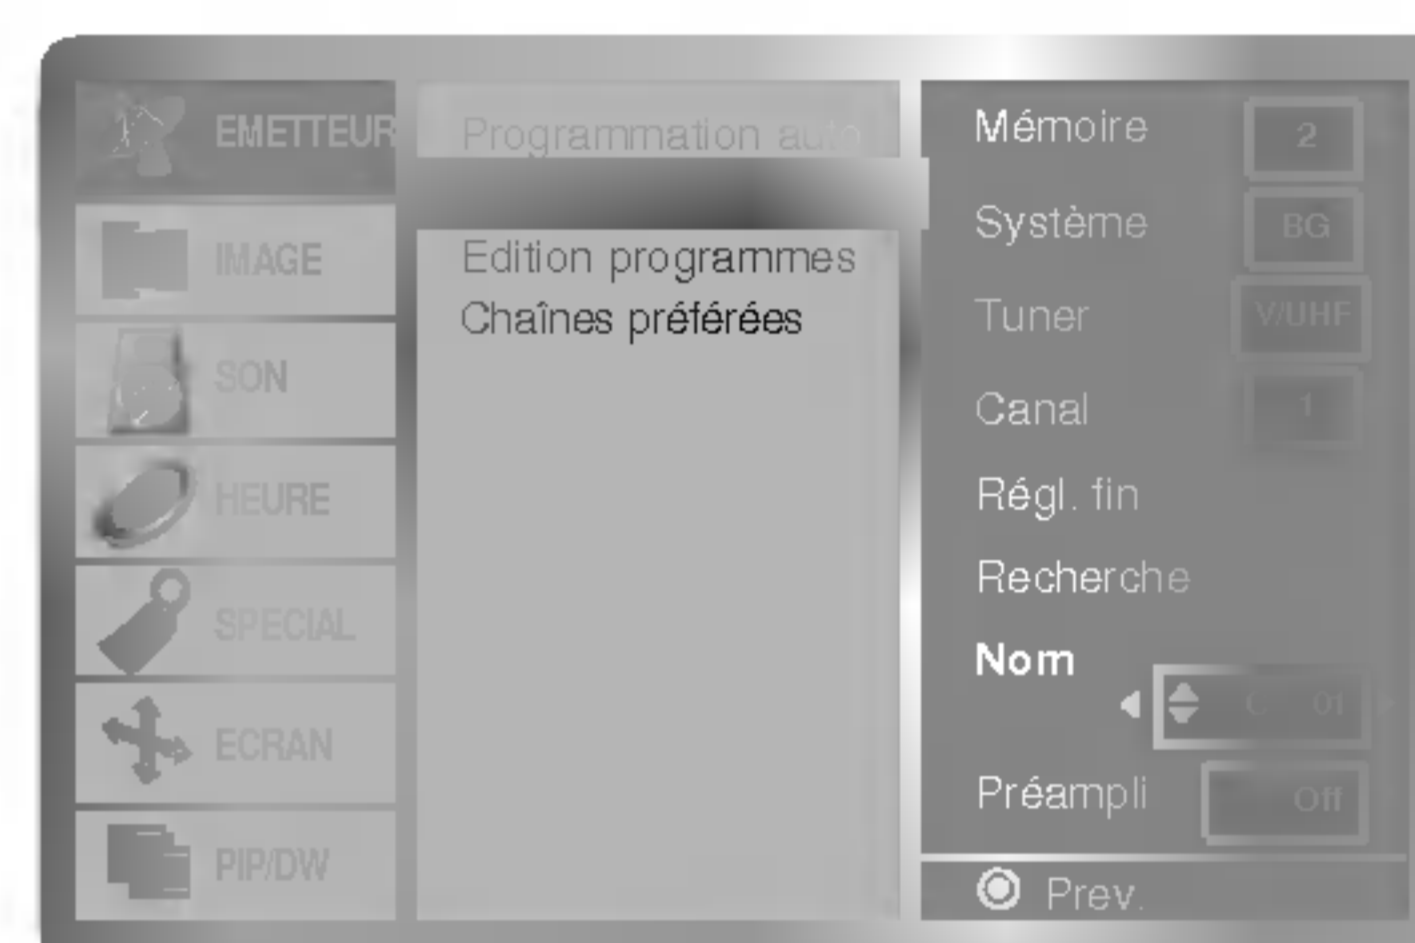 EMETTEUR
IMAGE
SON
HEURE
SPECIAL
ECRAN
PIP/DW
Programmation auto
Edition programmes
Chaînes préférées
Mémoire 2
Système BG
Tuner V/UHF
Canal 1
Régl. fin
Recherche
Nom
C 01
Préampli Off
Prev.